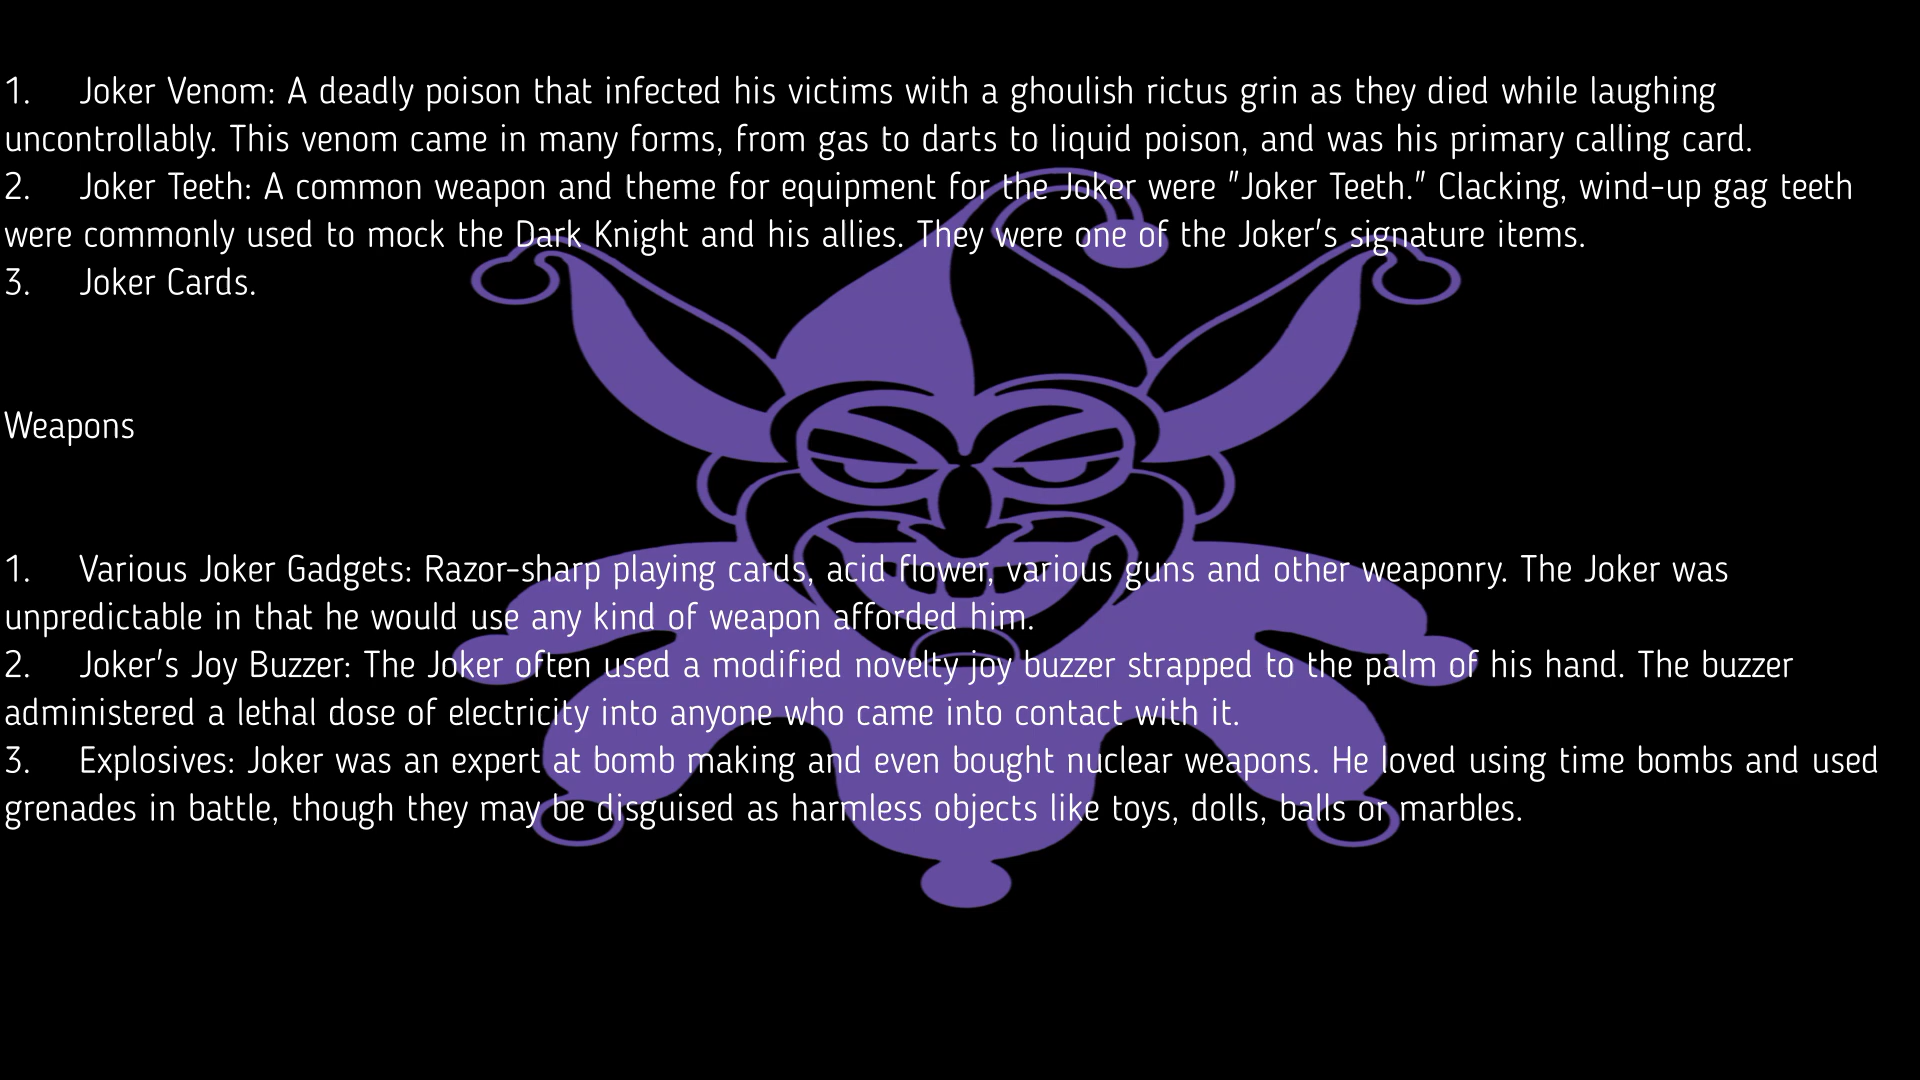 1. Joker Venom: A deadly poison that infected his victims with a ghoulish rictus grin as they died while laughing
uncontrollably. This venom came in many forms, from gas to darts to liquid poison, and was his primary calling card.
2. Joker Teeth: A common weapon and theme for equipment for the Joker were "Joker Teeth." Clacking, wind-up gag teeth
were commonly used to mock the Dark Knight and his allies. They were one of the Joker's signature items.
3. Joker Cards.
Weapons
1. Various Joker Gadgets: Razor-sharp playing cards, acid flower, various guns and other weaponry. The Joker was
unpredictable in that he would use any kind of weapon afforded him.
2. Joker's Joy Buzzer: The Joker often used a modified novelty joy buzzer strapped to the palm of his hand. The buzzer
administered a lethal dose of electricity into anyone who came into contact with it.
3. Explosives: Joker was an expert at bomb making and even bought nuclear weapons. He loved using time bombs and used
grenades in battle, though they may be disguised as harmless objects like toys, dolls, balls or marbles.